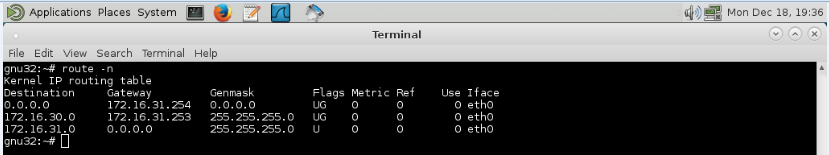 Applications Places System Mon Dec 18, 19:36
Terminal
File Edit View Search Terminal Help
gnu32:~# route -n
Kernel IP routing table
Destination Gateway Genmask Flags Metric Ref Use Iface
0.0.0.0 172.16.31.254 0.0.0.0 UG 0 0 0 eth0
172.16.30.0 172.16.31.253 255.255.255.0 UG 0 0 0 eth0
172.16.31.0 0.0.0.0 255.255.255.0 U 0 0 0 eth0
gnu32:~#